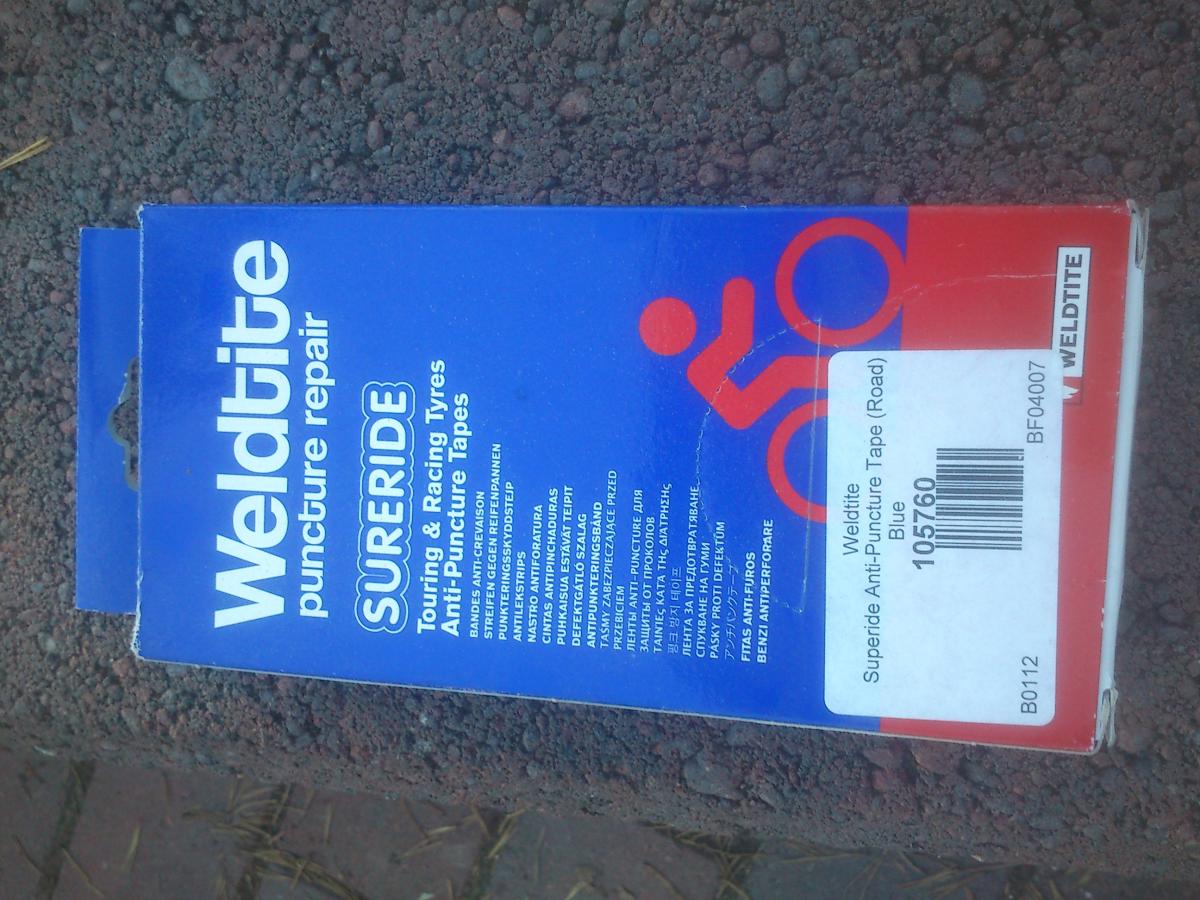 Weldtite
puncture repair
SURERIDE
Touring & Racing Tyres
Anti-Puncture Tapes
BANDES ANTI-CREVAISON
STREIFEN GEGEN REIFENPANNEN
PUNKTERINGSSKYDDSTEJP
ANTILEKSTRIPS
NASTRO ANTIFORATURA
CINTAS ANTIPINCHADURAS
PUHKAISUA ESTÄVÄT TEIPIT
DEFEKTGÁTLÓ SZALAG
ANTIPUNKTERINGSBÅND
TASMY ZABEZPIECZAJĄCE PRZED
PRZEBICIEM
ЛЕНТЫ ANTI-PUNCTURE ДЛЯ
ЗАЩИТЫ ОТ ПРОКОЛОВ
ΤΑΙΝΙΕς ΚΑΤΑ ΤΗς ΔΙΑΤΡΗΣΗς
펑크 방지 테이프
ЛЕНТА ЗА ПРЕДОТВРАТЯВАНЕ
СПУКВАНЕ НА ГУМИ
PÁSKY PROTI DEFEKTŮM
アンチパンクテープ
FITAS ANTI-FUROS
BENZI ANTIPERFORARE
Weldtite
Superide Anti-Puncture Tape (Road)
Blue
105760
B0112 BF04007
WELDTITE